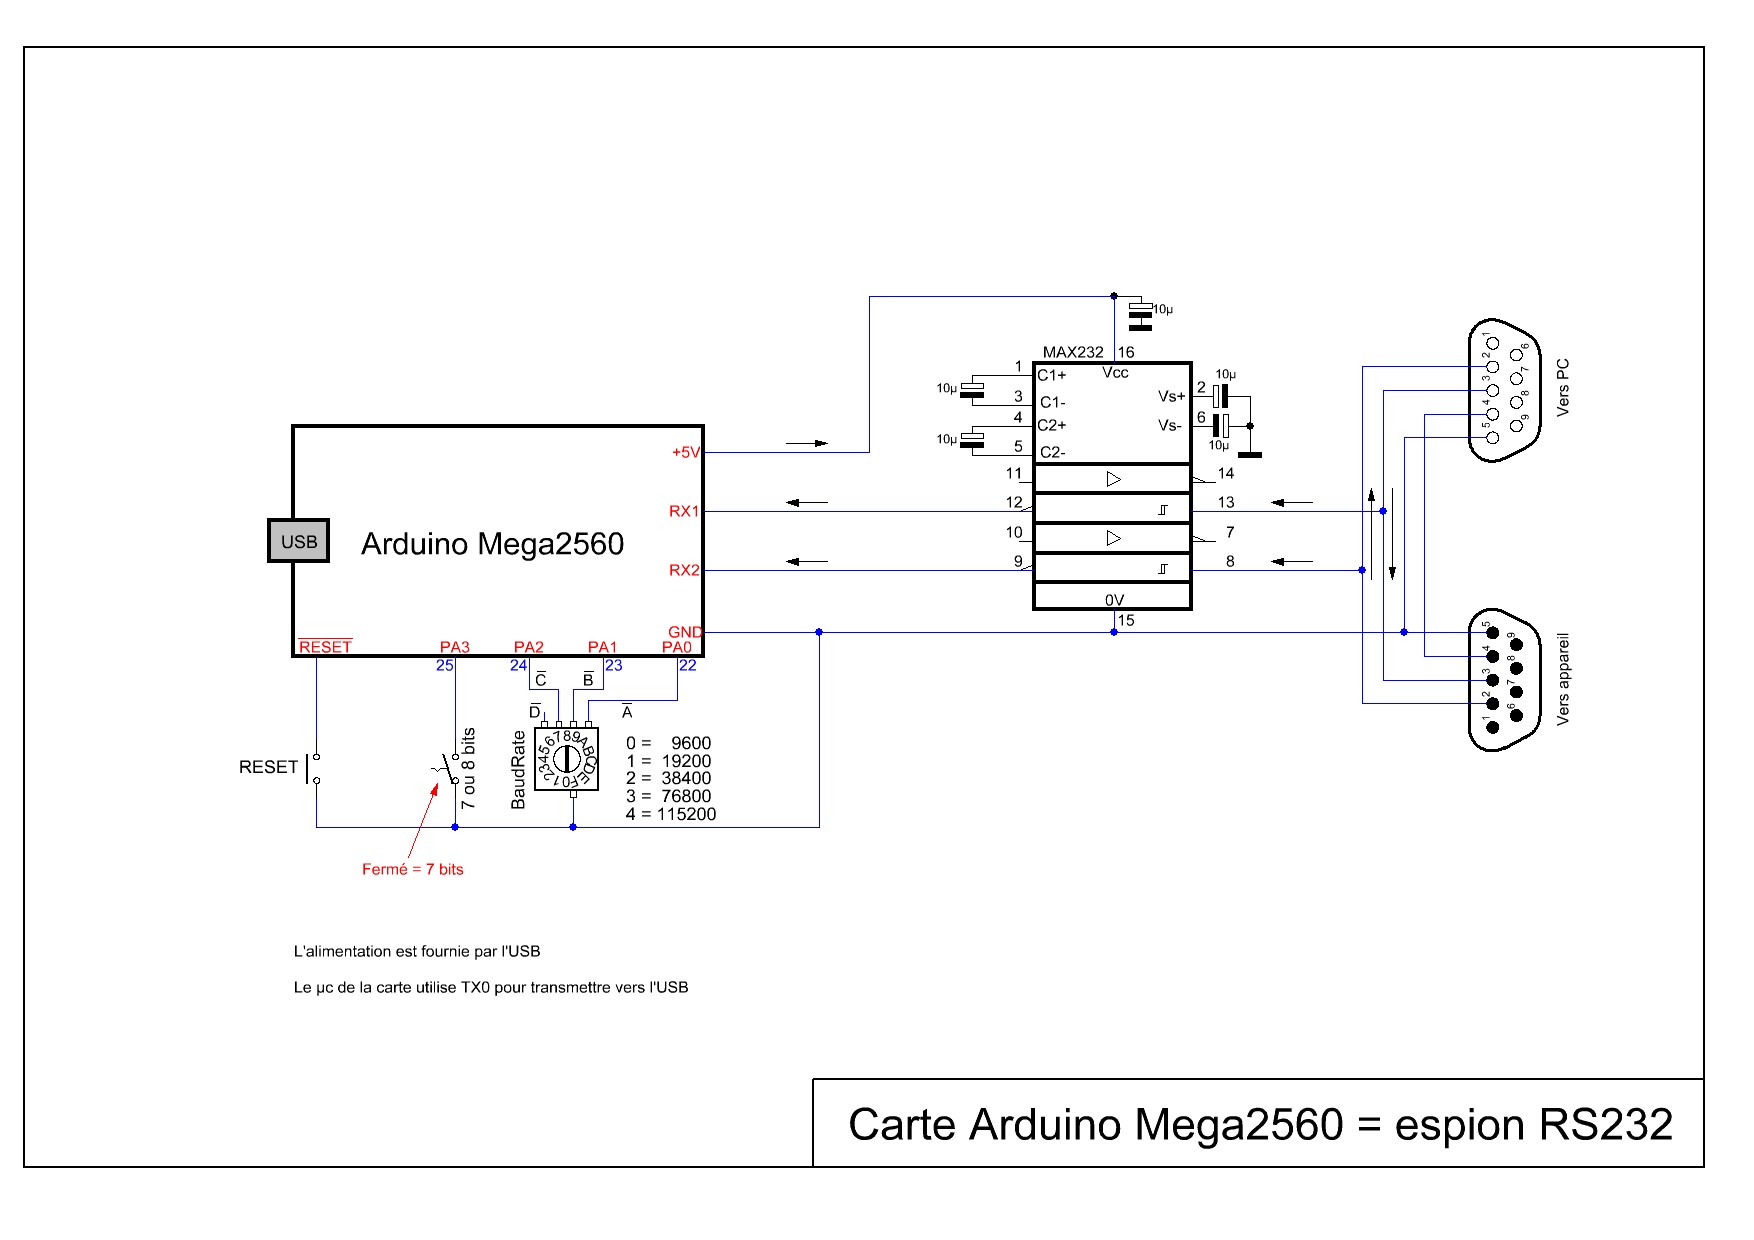 10µ
MAX232 16
Vcc
1 C1+
10µ
3 C1-
4 C2+
10µ
5 C2-
Vs+ 2
10µ
Vs- 6
10µ
11 14
12 13
10 7
9 8
0V
15
+5V
RX1
RX2
GND
USB
Arduino Mega2560
RESET
PA3
PA2
PA1
PA0
25
24
23
22
C
B
D
A
RESET
7 ou 8 bits
BaudRate
0123456789ABCDEF
0 = 9600
1 = 19200
2 = 38400
3 = 76800
4 = 115200
Fermé = 7 bits
1
2
3
4
5
6
7
8
9
Vers PC
5
4
3
2
1
9
8
7
6
Vers appareil
L'alimentation est fournie par l'USB
Le µc de la carte utilise TX0 pour transmettre vers l'USB
Carte Arduino Mega2560 = espion RS232